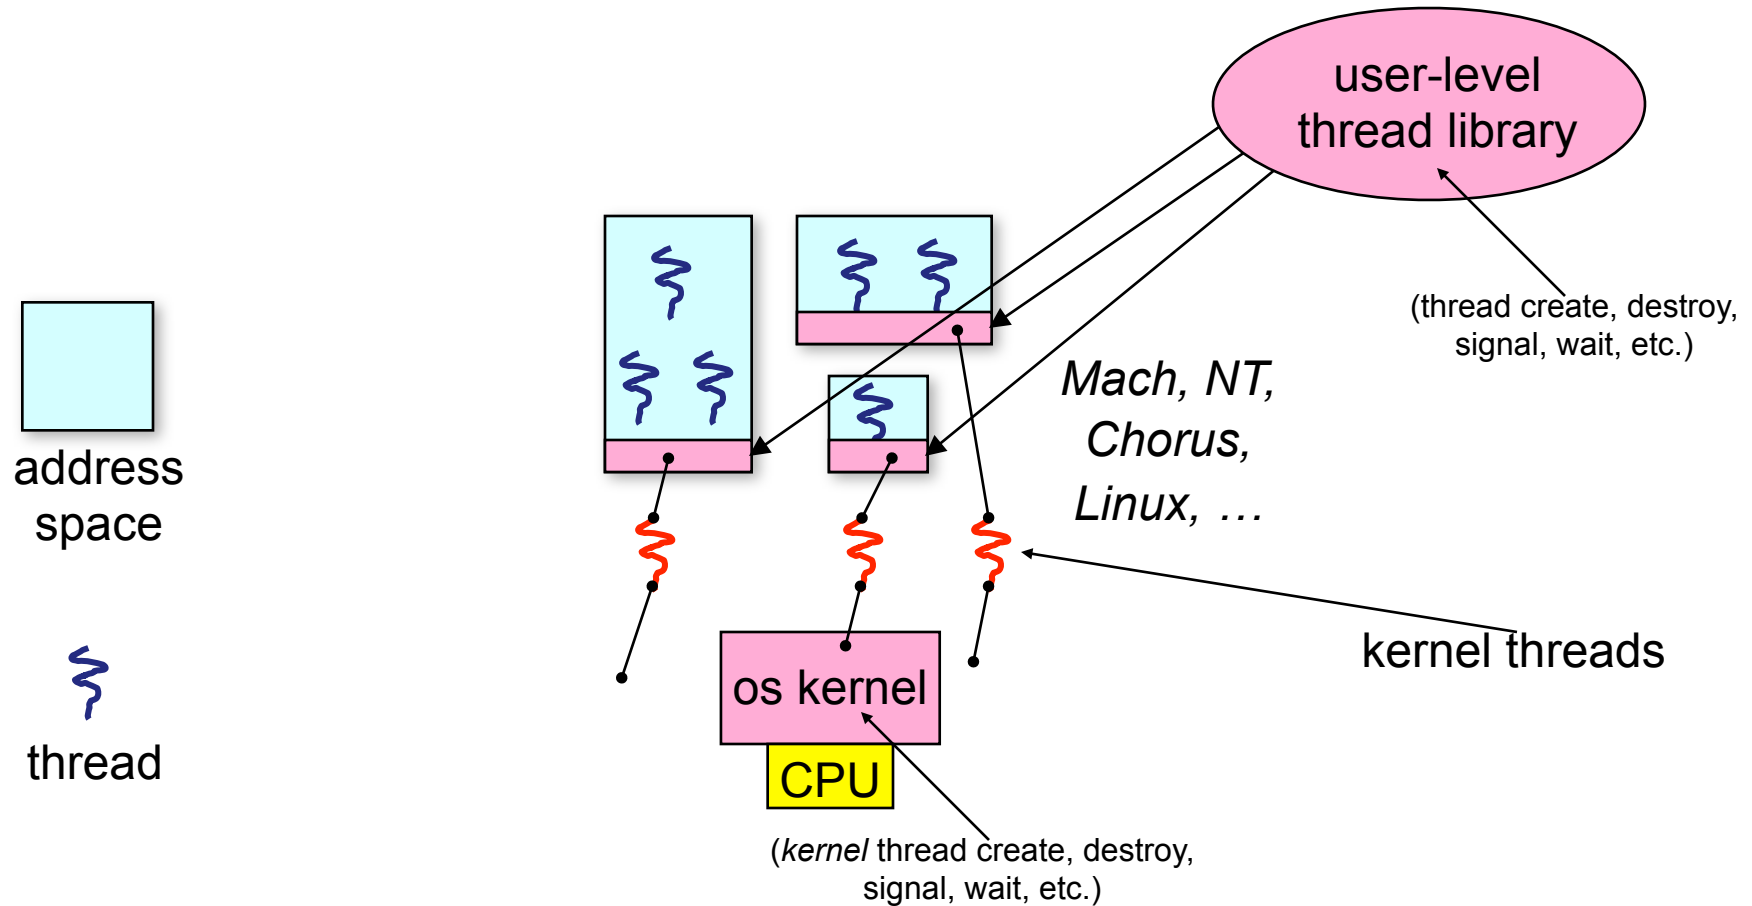 user-level
thread library
(thread create, destroy,
signal, wait, etc.)
Mach, NT,
Chorus,
Linux, …
address
space
kernel threads
os kernel
thread
CPU
(kernel thread create, destroy,
signal, wait, etc.)